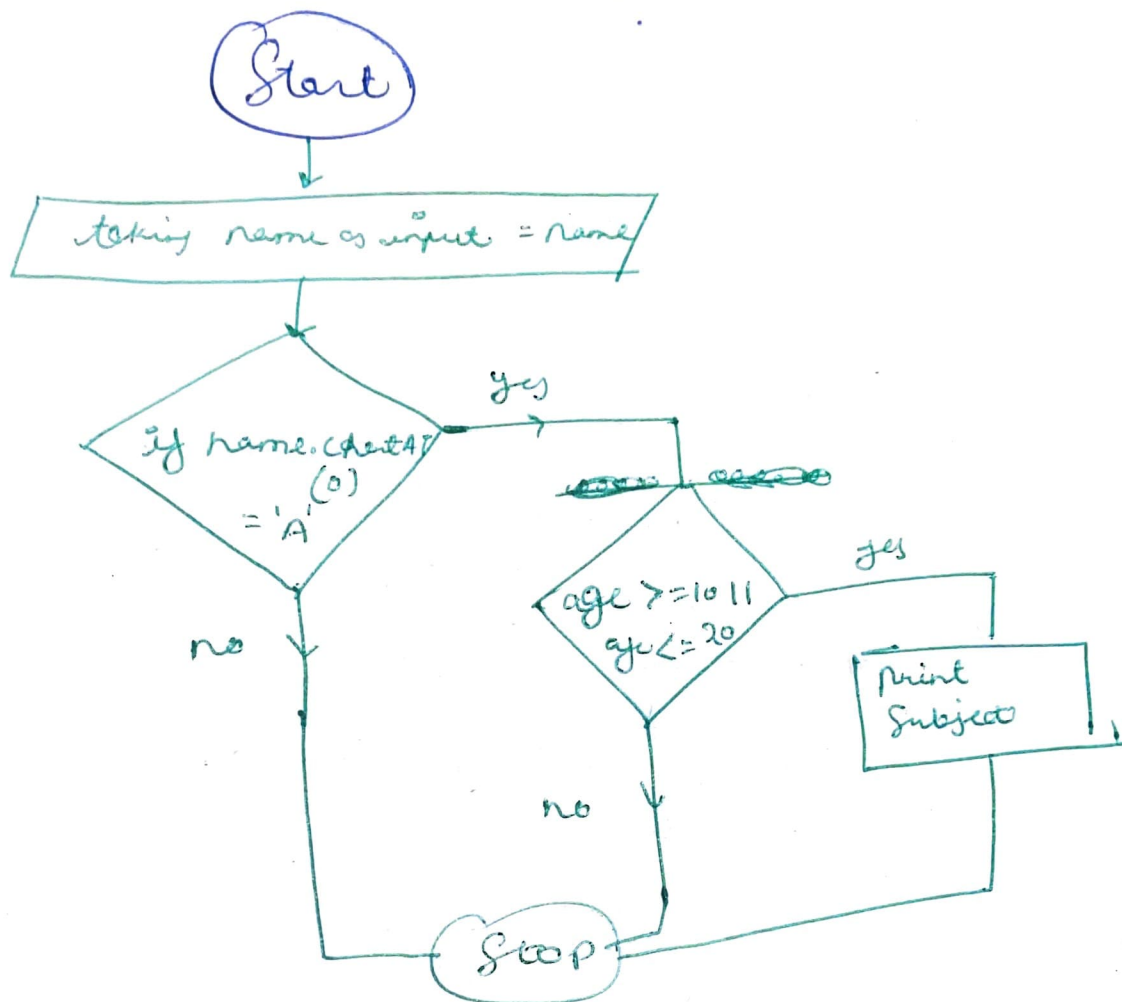 Start
taking name as input = name
if name.charAt
(0)
= 'A'
yes
no
age >= 10 ||
age <= 20
yes
no
print
Subject
Stop